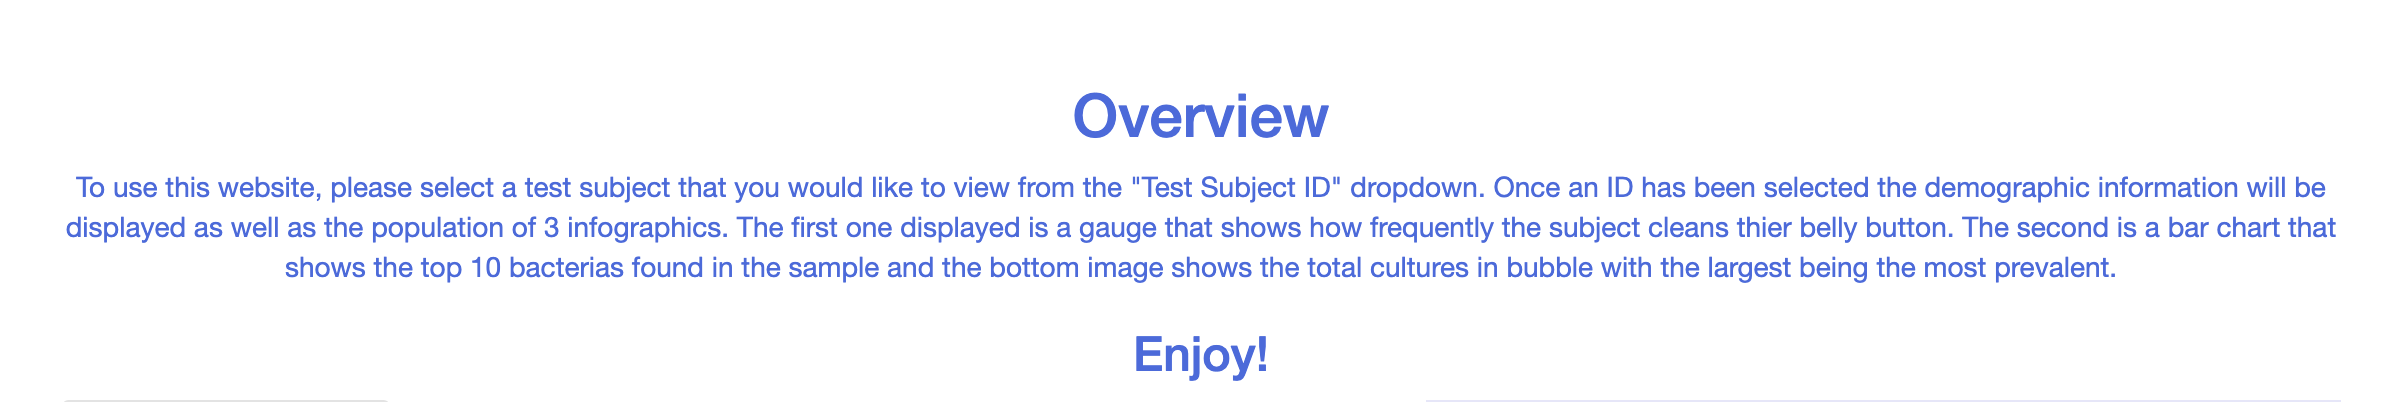 Overview
To use this website, please select a test subject that you would like to view from the "Test Subject ID" dropdown. Once an ID has been selected the demographic information will be
displayed as well as the population of 3 infographics. The first one displayed is a gauge that shows how frequently the subject cleans thier belly button. The second is a bar chart that
shows the top 10 bacterias found in the sample and the bottom image shows the total cultures in bubble with the largest being the most prevalent.
Enjoy!